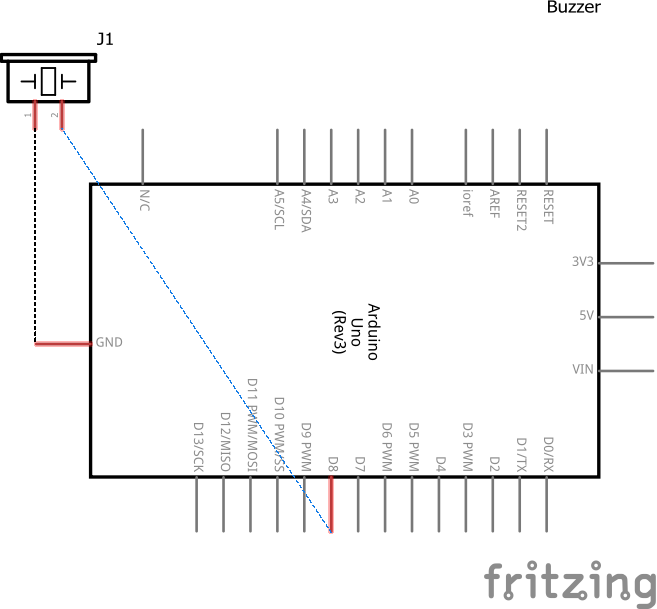 Buzzer
J1
1
2
N/C
A5/SCL
A4/SDA
A3
A2
A1
A0
ioref
AREF
RESET2
RESET
3V3
5V
VIN
GND
Arduino
Uno
(Rev3)
D13/SCK
D12/MISO
D11 PWM/MOSI
D10 PWM/SS
D9 PWM
D8
D7
D6 PWM
D5 PWM
D4
D3 PWM
D2
D1/TX
D0/RX
fritzing